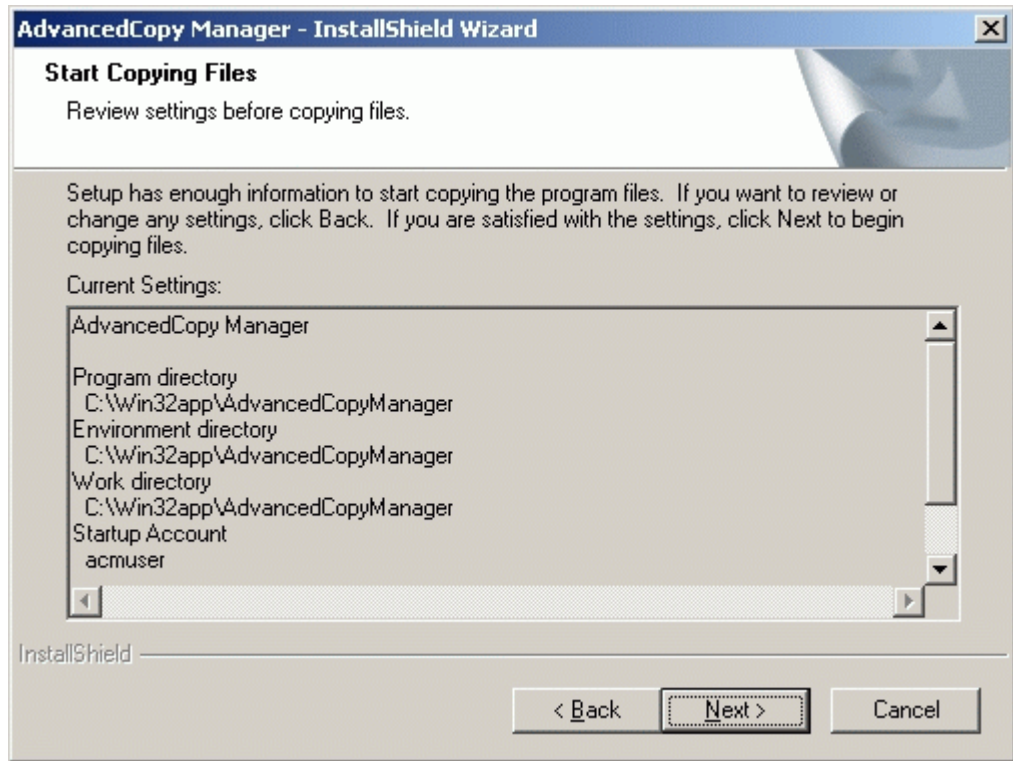 AdvancedCopy Manager - InstallShield Wizard
Start Copying Files
Review settings before copying files.
Setup has enough information to start copying the program files.  If you want to review or
change any settings, click Back.  If you are satisfied with the settings, click Next to begin
copying files.
Current Settings:
AdvancedCopy Manager
Program directory
C:\Win32app\AdvancedCopyManager
Environment directory
C:\Win32app\AdvancedCopyManager
Work directory
C:\Win32app\AdvancedCopyManager
Startup Account
acmuser
InstallShield
< Back
Next >
Cancel